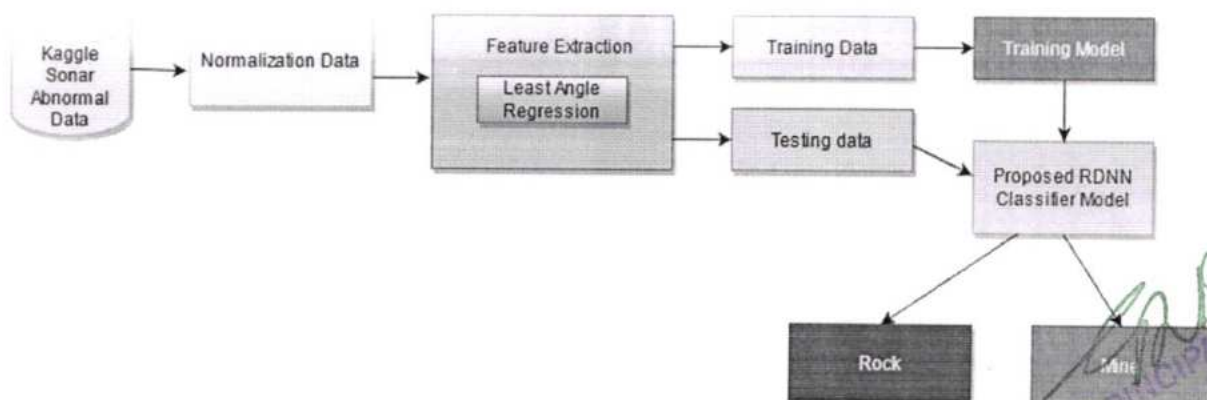 Kaggle
Sonar
Abnormal
Data
Normalization Data
Feature Extraction
Least Angle
Regression
Training Data
Training Model
Testing data
Proposed RDNN
Classifier Model
Rock
Mine